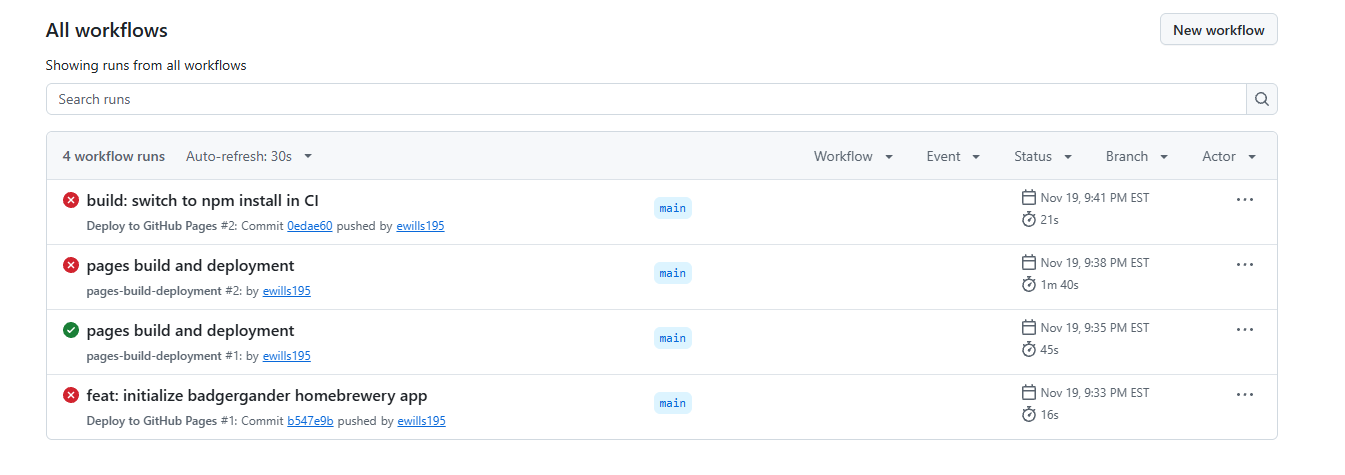 All workflows
New workflow
Showing runs from all workflows
Search runs
4 workflow runs Auto-refresh: 30s Workflow Event Status Branch Actor
build: switch to npm install in CI
Deploy to GitHub Pages #2: Commit 0edae60 pushed by ewills195
main
Nov 19, 9:41 PM EST
21s
pages build and deployment
pages-build-deployment #2: by ewills195
main
Nov 19, 9:38 PM EST
1m 40s
pages build and deployment
pages-build-deployment #1: by ewills195
main
Nov 19, 9:35 PM EST
45s
feat: initialize badgergander homebrewery app
Deploy to GitHub Pages #1: Commit b547e9b pushed by ewills195
main
Nov 19, 9:33 PM EST
16s